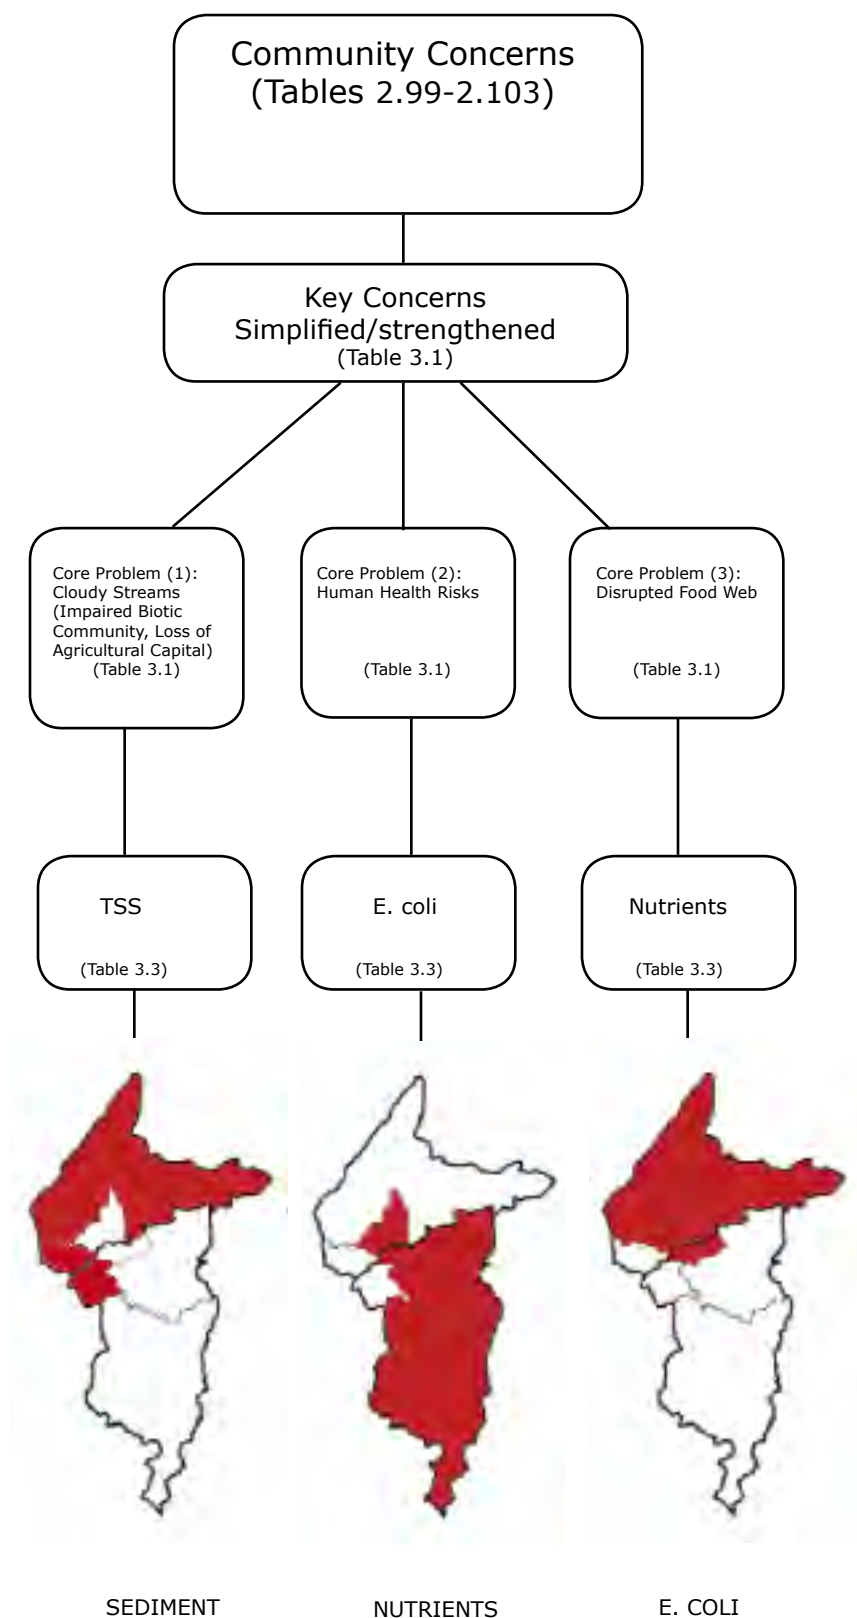 Community Concerns
(Tables 2.99-2.103)
Key Concerns
Simplified/strengthened
(Table 3.1)
Core Problem (1):
Cloudy Streams
(Impaired Biotic
Community, Loss of
Agricultural Capital)
(Table 3.1)
Core Problem (2):
Human Health Risks
(Table 3.1)
Core Problem (3):
Disrupted Food Web
(Table 3.1)
TSS
(Table 3.3)
E. coli
(Table 3.3)
Nutrients
(Table 3.3)
SEDIMENT
NUTRIENTS
E. COLI